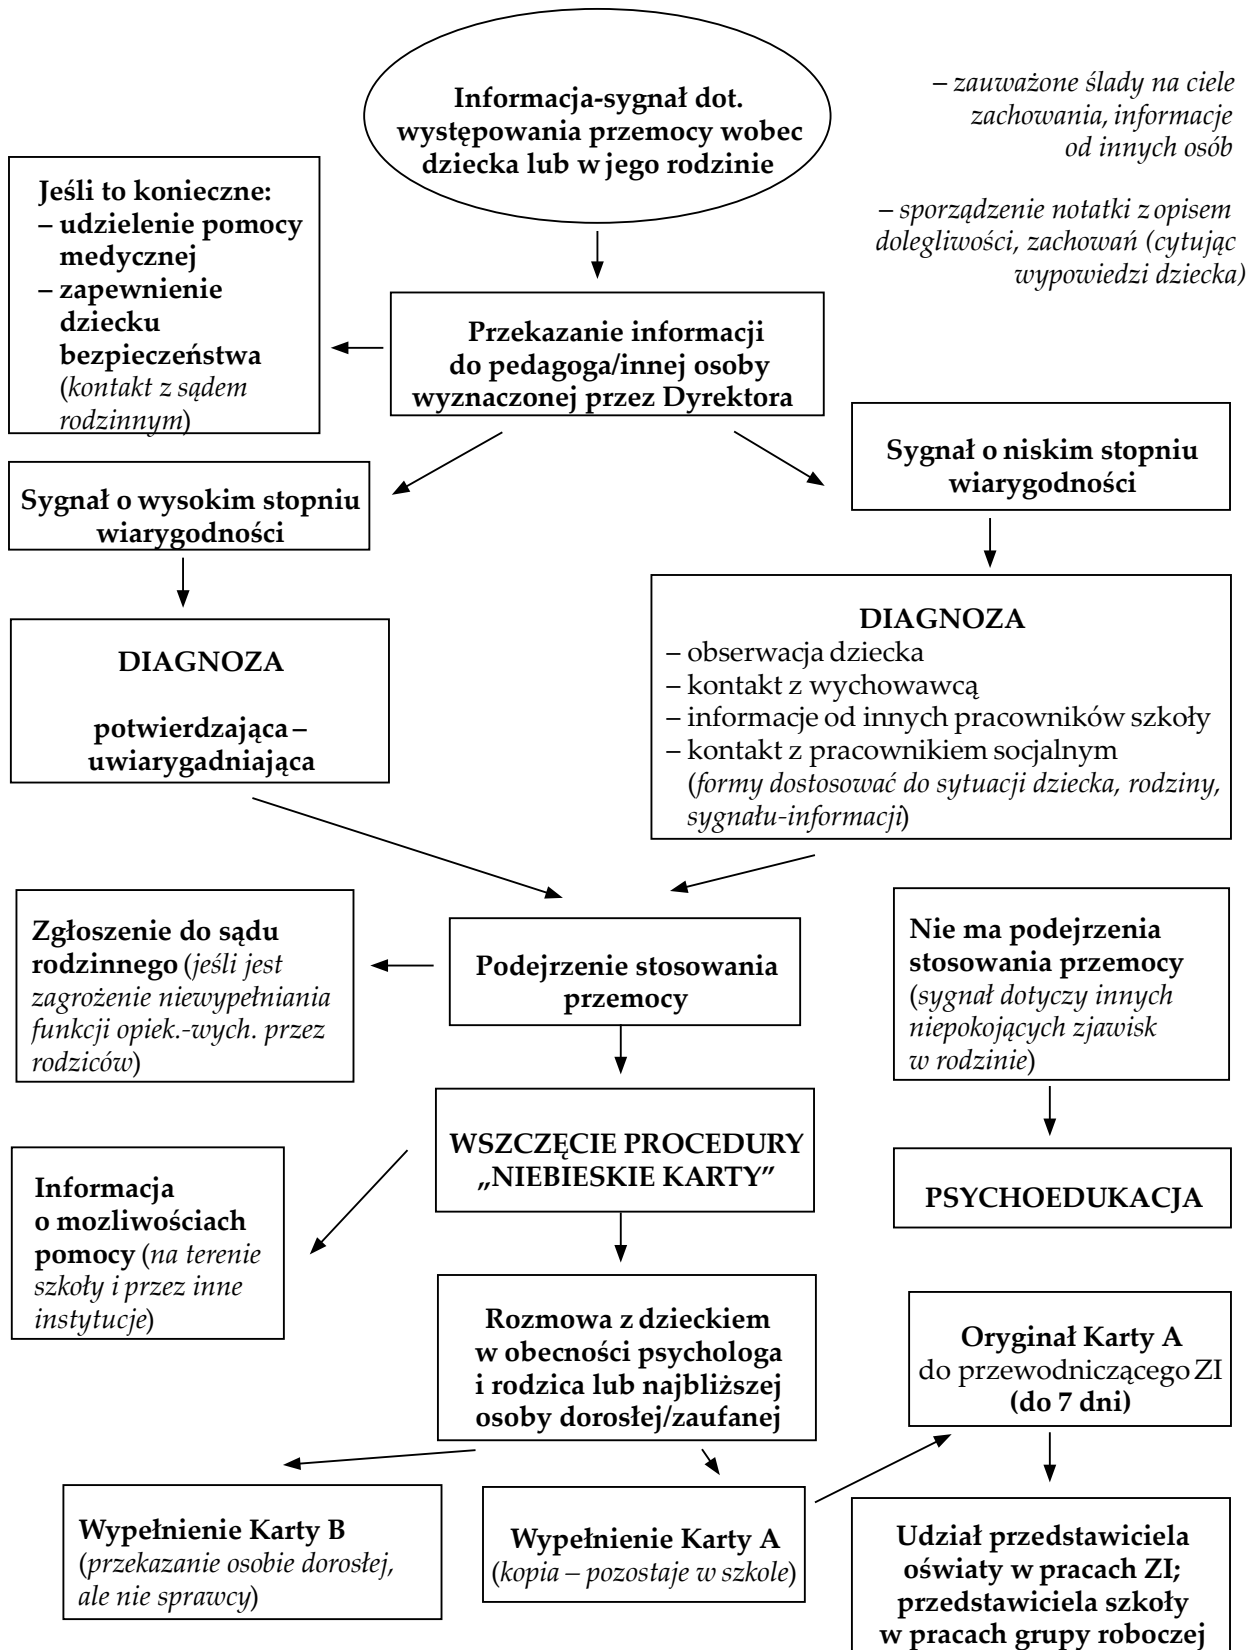 Informacja-sygnał dot.
występowania przemocy wobec
dziecka lub w jego rodzinie
– zauważone ślady na ciele
zachowania, informacje
od innych osób
– sporządzenie notatki z opisem
dolegliwości, zachowań (cytując
wypowiedzi dziecka)
Jeśli to konieczne:
– udzielenie pomocy
medycznej
– zapewnienie
dziecku
bezpieczeństwa
(kontakt z sądem
rodzinnym)
Przekazanie informacji
do pedagoga/innej osoby
wyznaczonej przez Dyrektora
Sygnał o wysokim stopniu
wiarygodności
Sygnał o niskim stopniu
wiarygodności
DIAGNOZA
potwierdzająca –
uwiarygadniająca
DIAGNOZA
– obserwacja dziecka
– kontakt z wychowawcą
– informacje od innych pracowników szkoły
– kontakt z pracownikiem socjalnym
(formy dostosować do sytuacji dziecka, rodziny,
sygnału-informacji)
Zgłoszenie do sądu
rodzinnego (jeśli jest
zagrożenie niewypełniania
funkcji opiek.-wych. przez
rodziców)
Podejrzenie stosowania
przemocy
Nie ma podejrzenia
stosowania przemocy
(sygnał dotyczy innych
niepokojących zjawisk
w rodzinie)
WSZCZĘCIE PROCEDURY
„NIEBIESKIE KARTY”
PSYCHOEDUKACJA
Informacja
o mozliwościach
pomocy (na terenie
szkoły i przez inne
instytucje)
Rozmowa z dzieckiem
w obecności psychologa
i rodzica lub najbliższej
osoby dorosłej/zaufanej
Oryginał Karty A
do przewodniczącego ZI
(do 7 dni)
Wypełnienie Karty B
(przekazanie osobie dorosłej,
ale nie sprawcy)
Wypełnienie Karty A
(kopia – pozostaje w szkole)
Udział przedstawiciela
oświaty w pracach ZI;
przedstawiciela szkoły
w pracach grupy roboczej